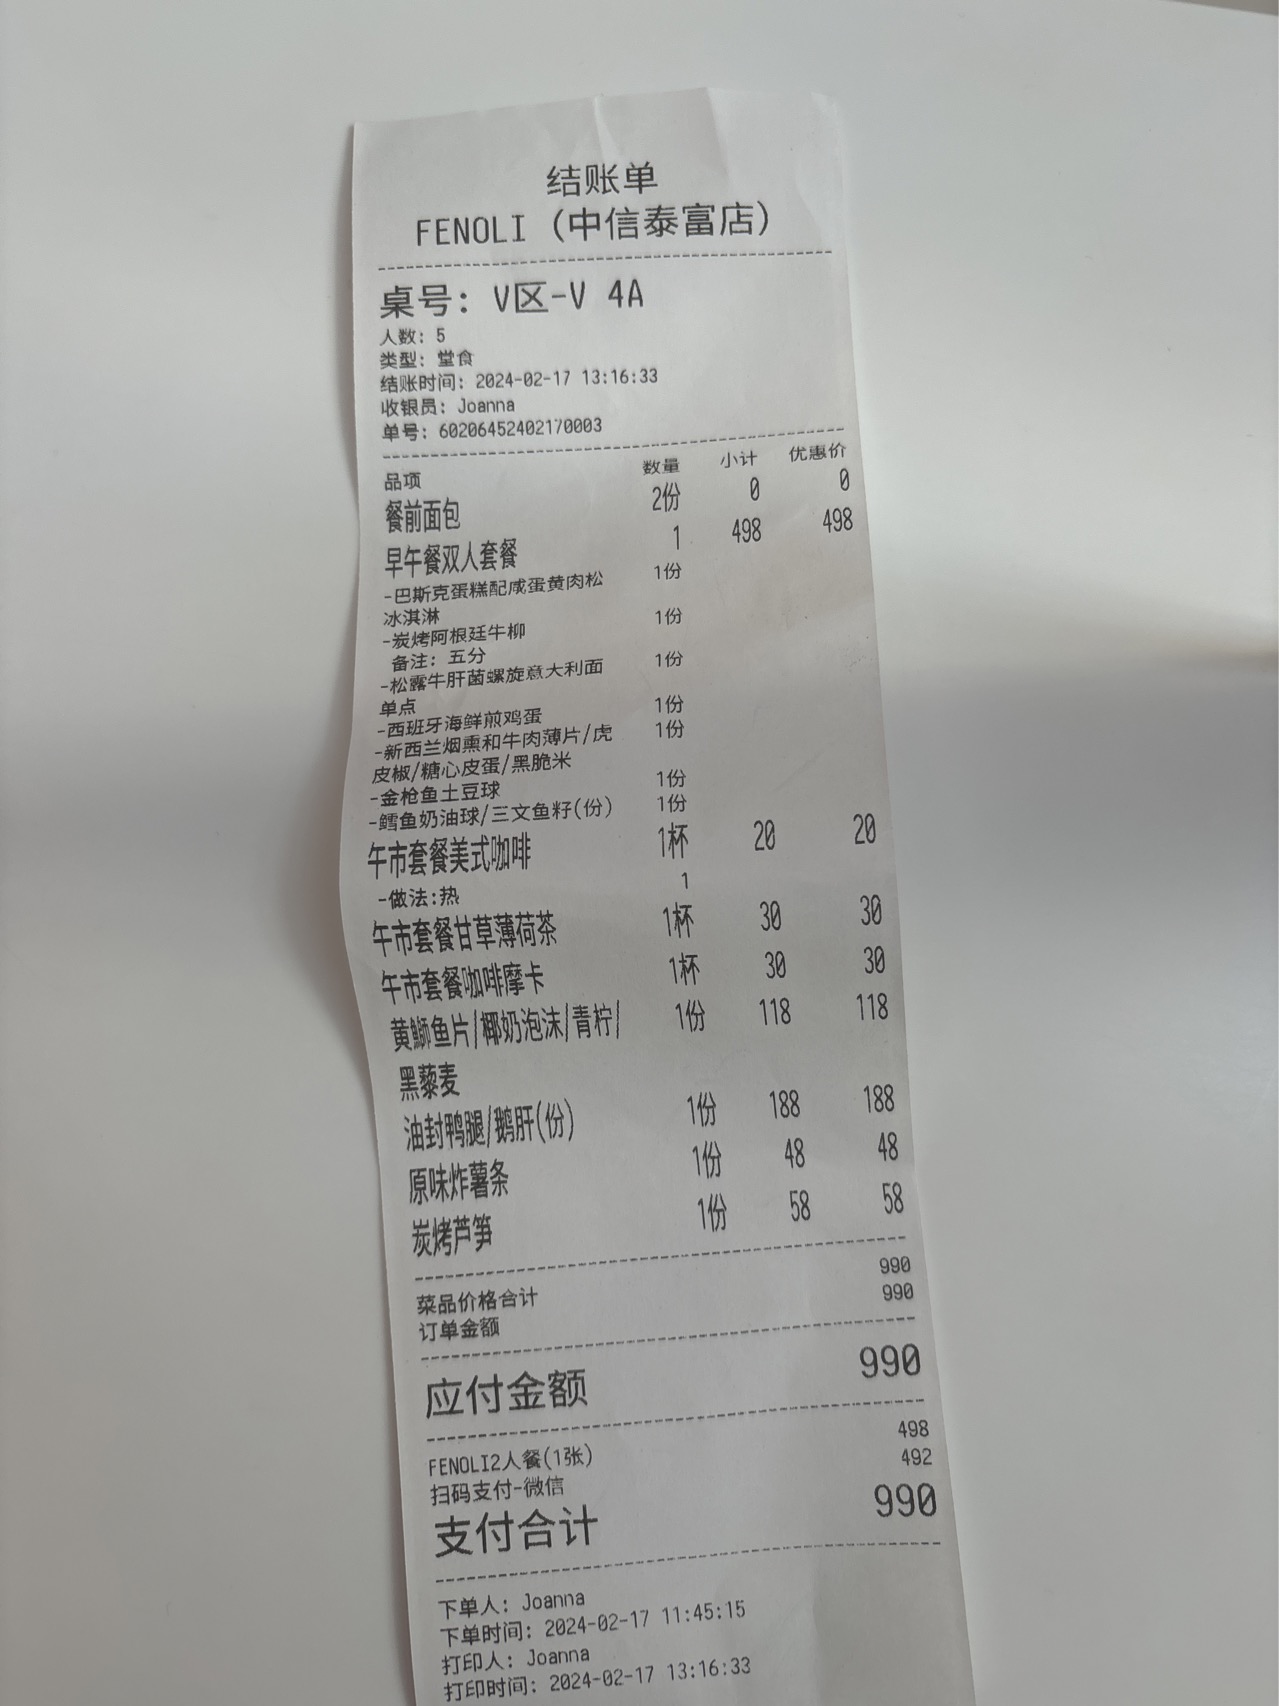 结账单
FENOLI (中信泰富店)
桌号: V区-V 4A
人数: 5
类型: 堂食
结账时间: 2024-02-17 13:16:33
收银员: Joanna
单号: 60206452402170003
品项 数量 小计 优惠价
餐前面包 2份 0 0
早午餐双人套餐 1 498 498
-巴斯克蛋糕配咸蛋黄肉松 1份
冰淇淋
-炭烤阿根廷牛柳 1份
备注: 五分
-松露牛肝菌螺旋意大利面 1份
单点
-西班牙海鲜煎鸡蛋 1份
-新西兰烟熏和牛肉薄片/虎 1份
皮椒/糖心皮蛋/黑脆米
-金枪鱼土豆球 1份
-鳕鱼奶油球/三文鱼籽(份) 1份
午市套餐美式咖啡 1杯 20 20
-做法:热 1
午市套餐甘草薄荷茶 1杯 30 30
午市套餐咖啡摩卡 1杯 30 30
黄鰤鱼片/椰奶泡沫/青柠/ 1份 118 118
黑藜麦
油封鸭腿/鹅肝(份) 1份 188 188
原味炸薯条 1份 48 48
炭烤芦笋 1份 58 58
菜品价格合计 990
订单金额 990
应付金额 990
FENOLI2人餐(1张) 498
扫码支付-微信 492
支付合计 990
下单人: Joanna
下单时间: 2024-02-17 11:45:15
打印人: Joanna
打印时间: 2024-02-17 13:16:33